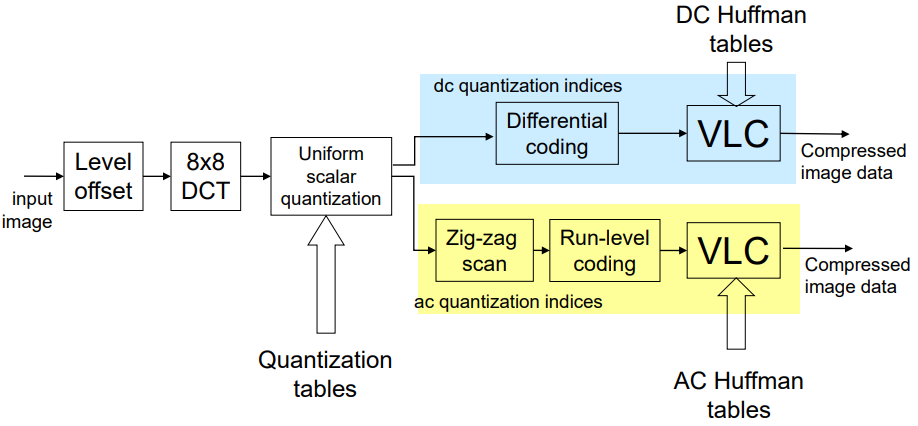 DC Huffman
tables
dc quantization indices
Differential
coding
VLC
Compressed
image data
input
image
Level
offset
8x8
DCT
Uniform
scalar
quantization
Zig-zag
scan
Run-level
coding
VLC
Compressed
image data
ac quantization indices
Quantization
tables
AC Huffman
tables